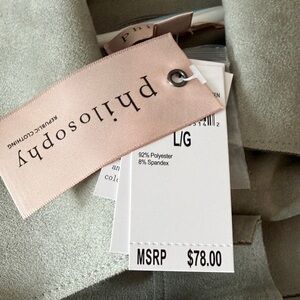 philosophy
REPUBLIC CLOTHING
L/G
92% Polyester
8% Spandex
MSRP $78.00